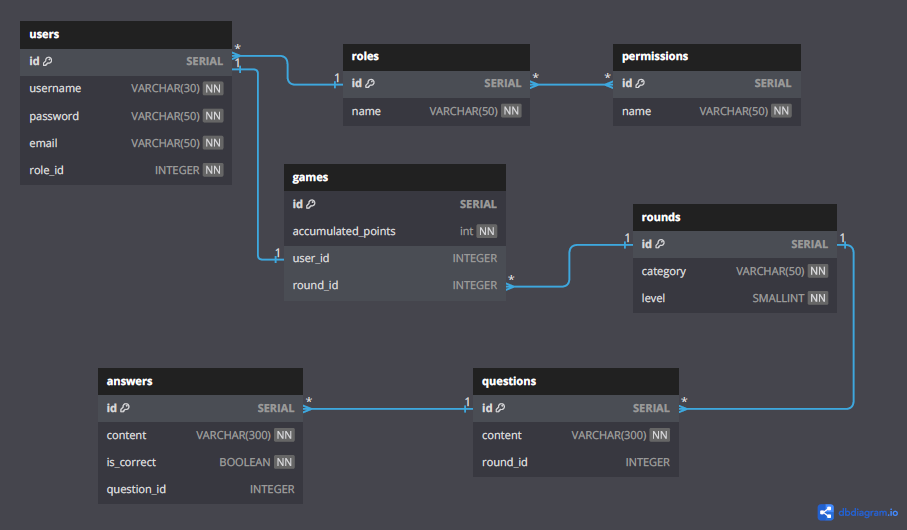 users
id SERIAL
username VARCHAR(30) NN
password VARCHAR(50) NN
email VARCHAR(50) NN
role_id INTEGER NN
* 1
1 *
roles
id SERIAL
name VARCHAR(50) NN
* 
permissions
id SERIAL
name VARCHAR(50) NN
games
id SERIAL
accumulated_points int NN
1 user_id INTEGER
round_id INTEGER *
rounds
1 id SERIAL 1
category VARCHAR(50) NN
level SMALLINT NN
answers
id SERIAL *
content VARCHAR(300) NN
is_correct BOOLEAN NN
question_id INTEGER
questions
1 id SERIAL *
content VARCHAR(300) NN
round_id INTEGER
dbdiagram.io